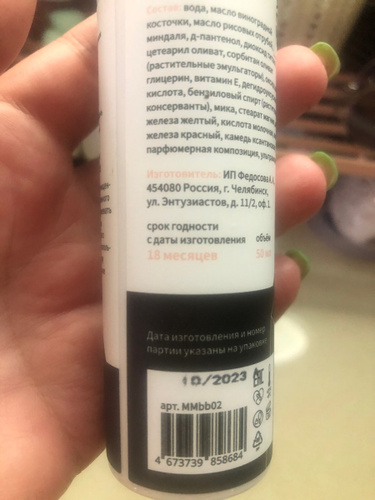 Состав: вода, масло виноградной
косточки, масло рисовых отрубей,
миндаля, д-пантенол, диоксид
цетеарил оливат, сорбитан оливат
(растительные эмульгаторы),
глицерин, витамин Е,
кислота, бензиловый спирт
консерванты), мика, стеарат
железа желтый, кислота молочная,
железа красный, камедь ксантановая
парфюмерная композиция,
Изготовитель: ИП Федосова А.А.
454080 Россия, г. Челябинск,
ул. Энтузиастов, д. 11/2, оф.1
срок годности
с даты изготовления объём
18 месяцев 50 мл
Дата изготовления и номер
партии указаны на упаковке
10/2023
арт. MMbb02
4 673739 858684